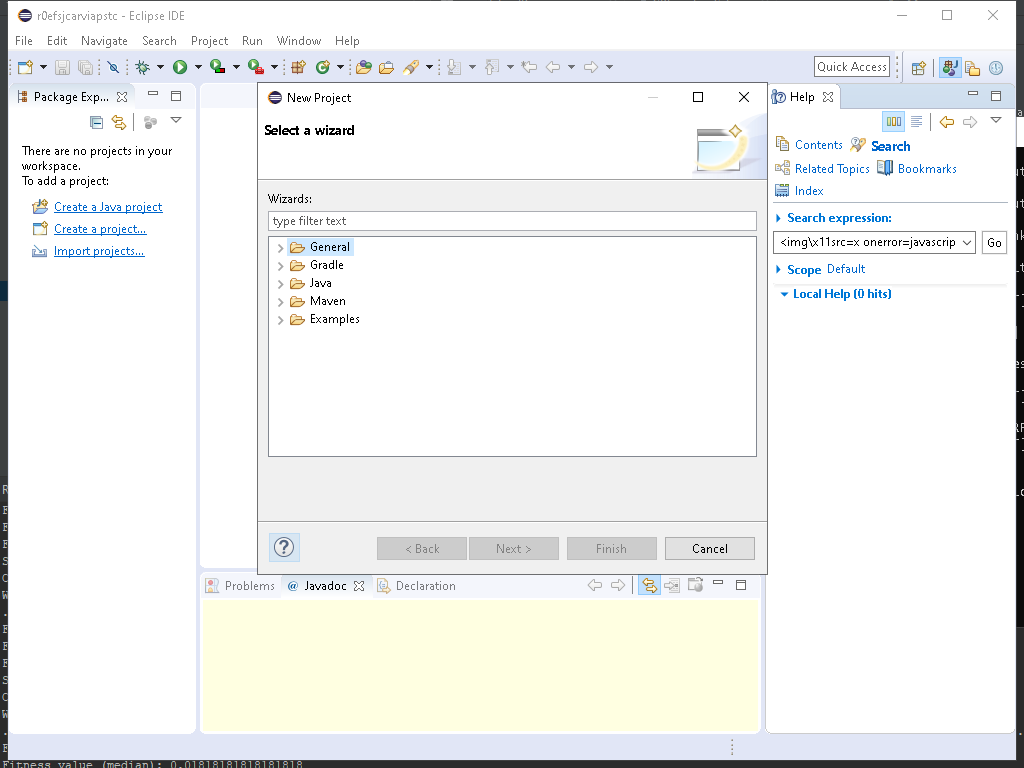 r0efsjcarviapstc - Eclipse IDE
File Edit Navigate Search Project Run Window Help
Quick Access
Package Exp...
There are no projects in your
workspace.
To add a project:
Create a Java project
Create a project...
Import projects...
New Project
Select a wizard
Wizards:
type filter text
General
Gradle
Java
Maven
Examples
?
< Back Next > Finish Cancel
Problems @ Javadoc Declaration
Help
Contents Search
Related Topics Bookmarks
Index
Search expression:
<img\x11src=x onerror=javascrip Go
Scope Default
Local Help (0 hits)
Fitness value (median): 0.01818181818181818